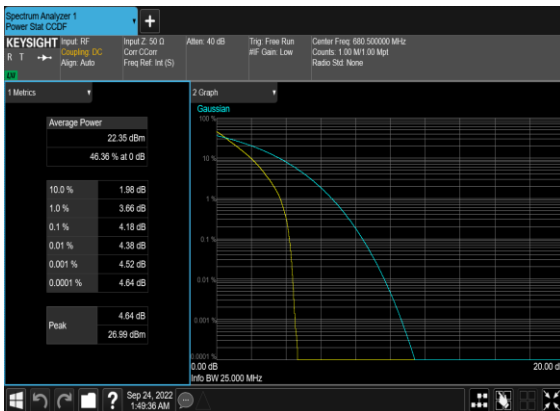 Spectrum Analyzer 1
Power Stat CCDF
KEYSIGHT
R T
LV
Input: RF
Coupling: DC
Align: Auto
Input Z: 50 Ω
Corr CCorr
Freq Ref: Int (S)
Atten: 40 dB
Trig: Free Run
#IF Gain: Low
Center Freq: 680.500000 MHz
Counts: 1.00 M/1.00 Mpt
Radio Std: None
1 Metrics
Average Power
22.35 dBm
46.36 % at 0 dB
10.0 % 1.98 dB
1.0 % 3.66 dB
0.1 % 4.18 dB
0.01 % 4.38 dB
0.001 % 4.52 dB
0.0001 % 4.64 dB
Peak
4.64 dB
26.99 dBm
2 Graph
Gaussian
100 %
10 %
1 %
0.1 %
0.01 %
0.001 %
0.0001 %
0.00 dB
20.00 d
Info BW 25.000 MHz
?
Sep 24, 2022
1:49:36 AM